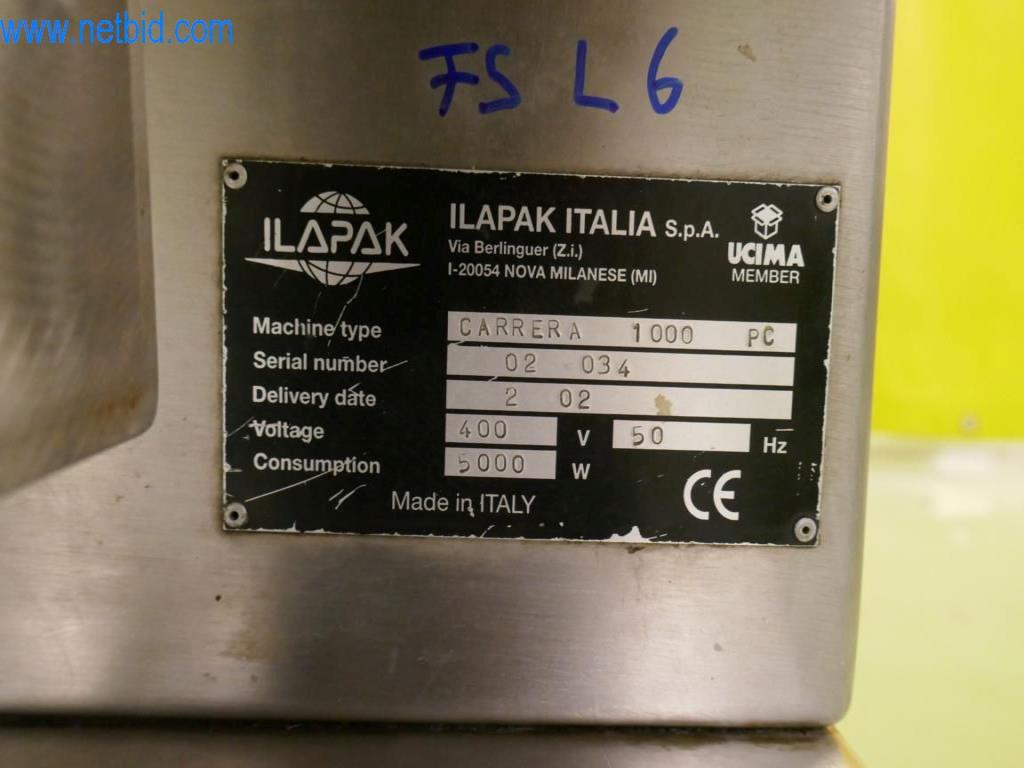 www.netbid.com
FS L 6
ILAPAK
ILAPAK ITALIA S.p.A.
Via Berlinguer (Z.i.)
I-20054 NOVA MILANESE (MI)
UCIMA
MEMBER
Machine type CARRERA 1000 PC
Serial number 02 034
Delivery date 2 02
Voltage 400 V 50 Hz
Consumption 5000 W
Made in ITALY
CE